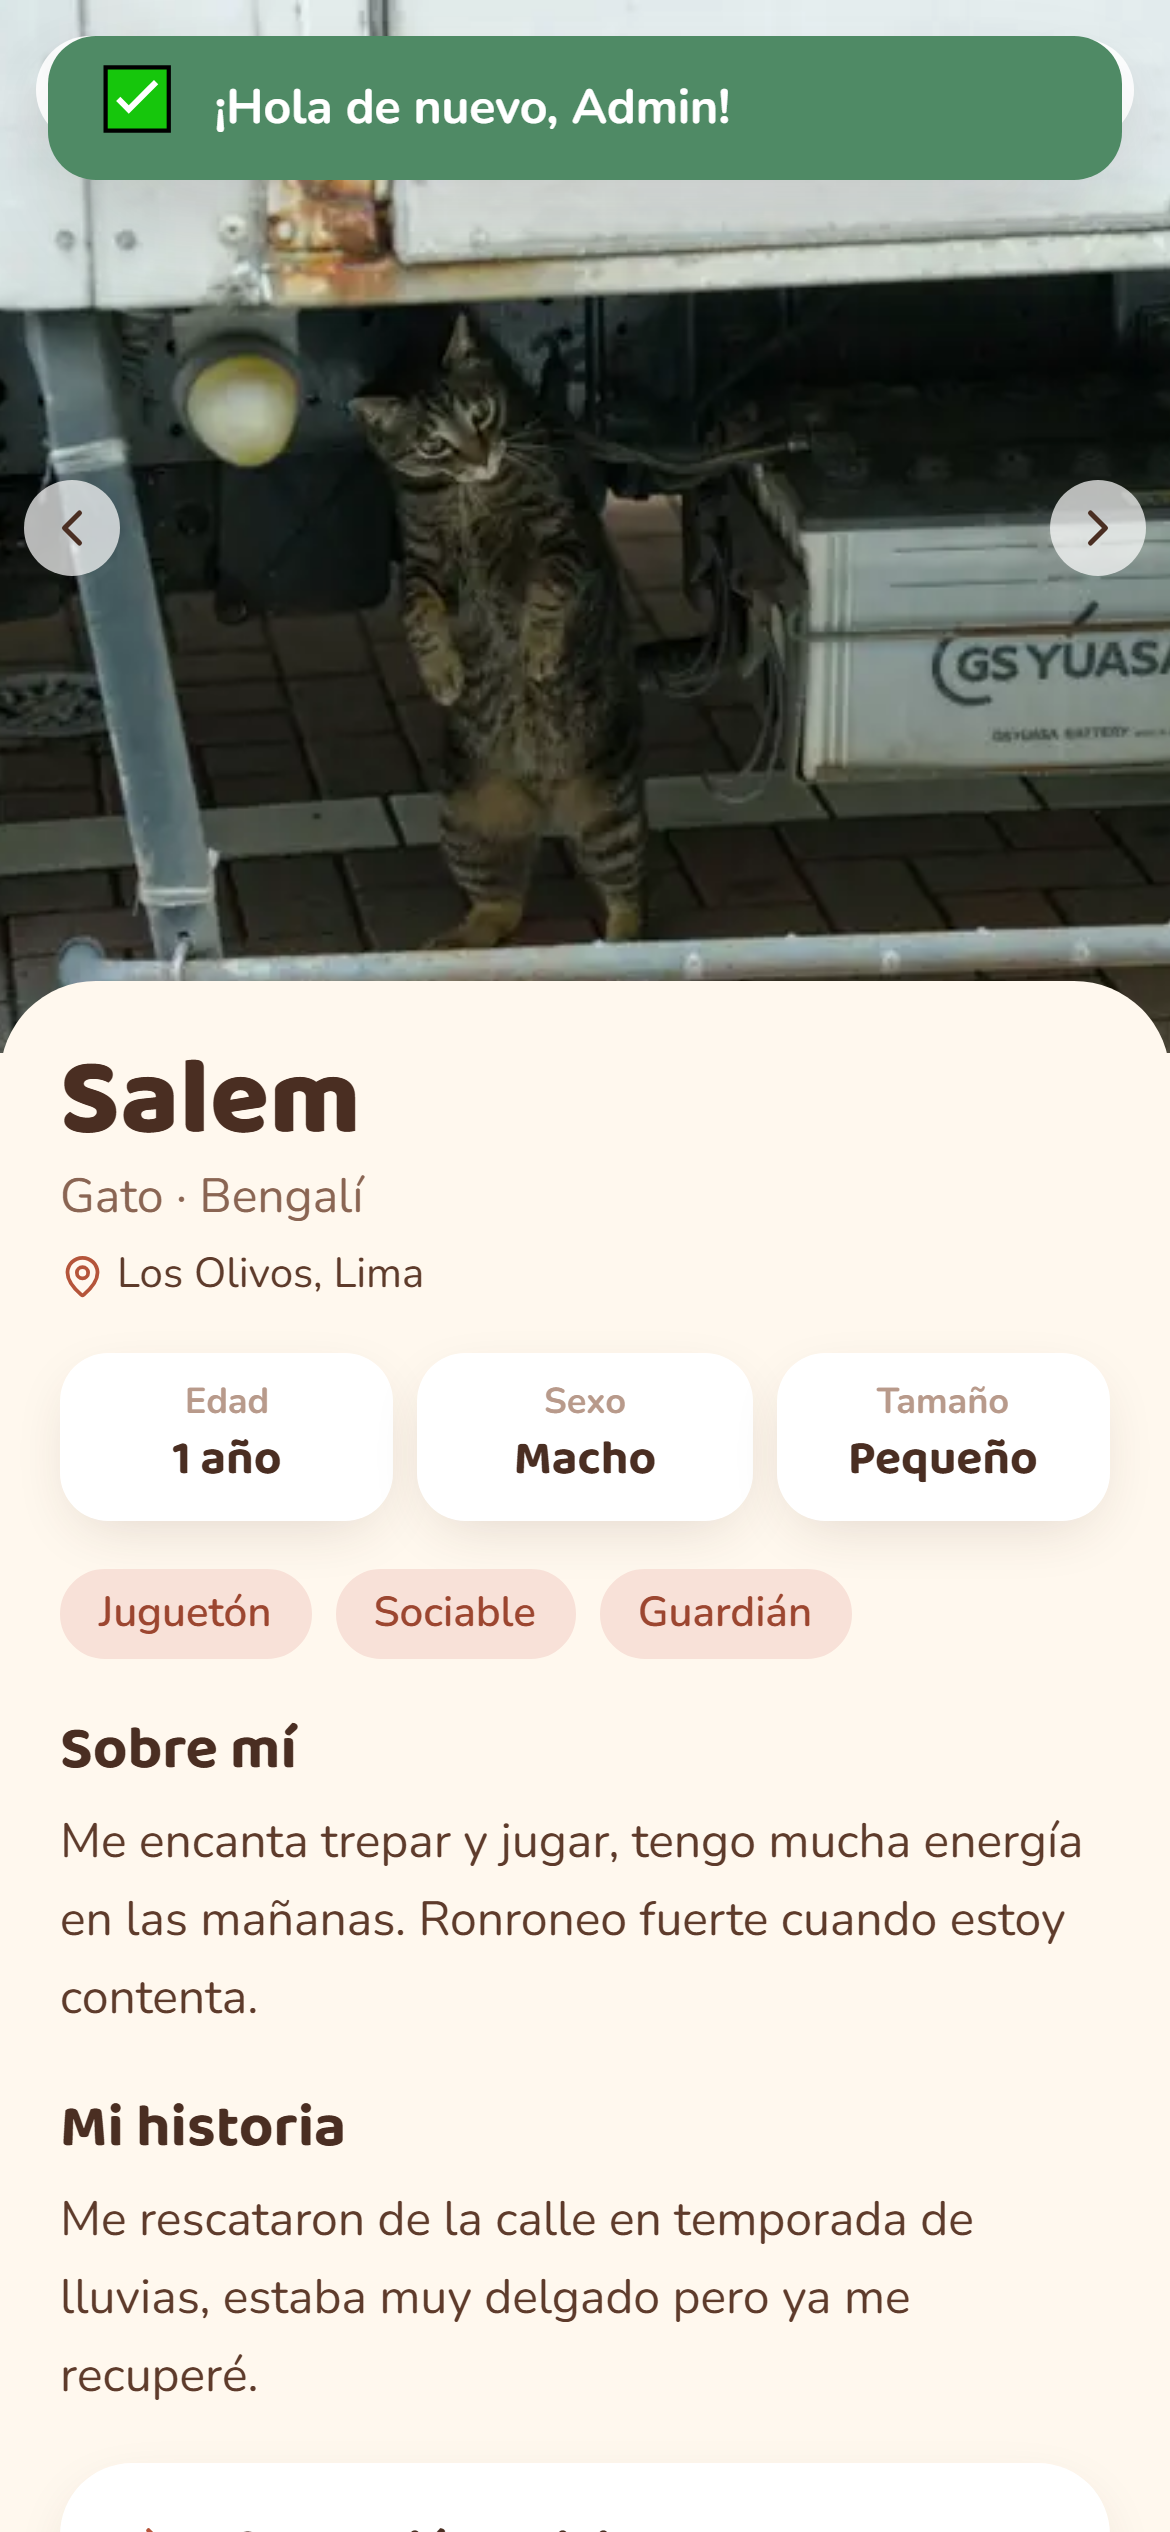 ¡Hola de nuevo, Admin!
GS YUASA
GS YUASA BATTERY
Salem
Gato · Bengalí
Los Olivos, Lima
Edad
Sexo
Tamaño
1 año
Macho
Pequeño
Juguetón
Sociable
Guardián
Sobre mí
Me encanta trepar y jugar, tengo mucha energía
en las mañanas. Ronroneo fuerte cuando estoy
contenta.
Mi historia
Me rescataron de la calle en temporada de
lluvias, estaba muy delgado pero ya me
recuperé.